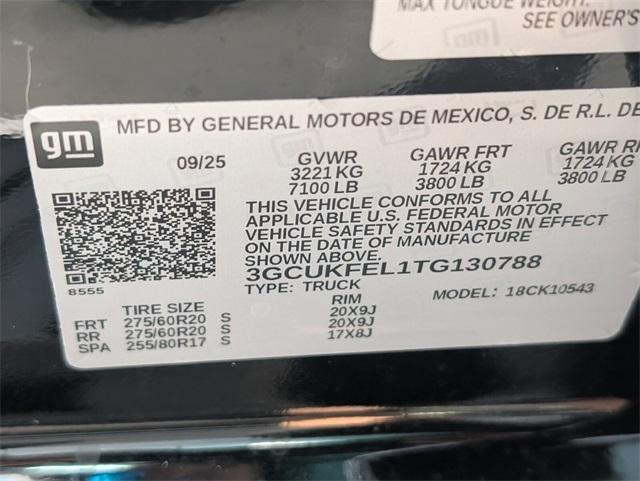 MAX TONGUE WEIGHT:
SEE OWNER'S
gm
MFD BY GENERAL MOTORS DE MEXICO, S. DE R.L. DE
09/25 GVWR GAWR FRT GAWR
3221 KG 1724 KG 1724 KG
7100 LB 3800 LB 3800 LB
THIS VEHICLE CONFORMS TO ALL
APPLICABLE U.S. FEDERAL MOTOR
VEHICLE SAFETY STANDARDS IN EFFECT
ON THE DATE OF MANUFACTURE
SHOWN ABOVE.
3GCUKFEL1TG130788
8555
TYPE: TRUCK MODEL: 18CK10543
TIRE SIZE RIM
FRT 275/60R20 S 20X9J
RR 275/60R20 S 20X9J
SPA 255/80R17 S 17X8J